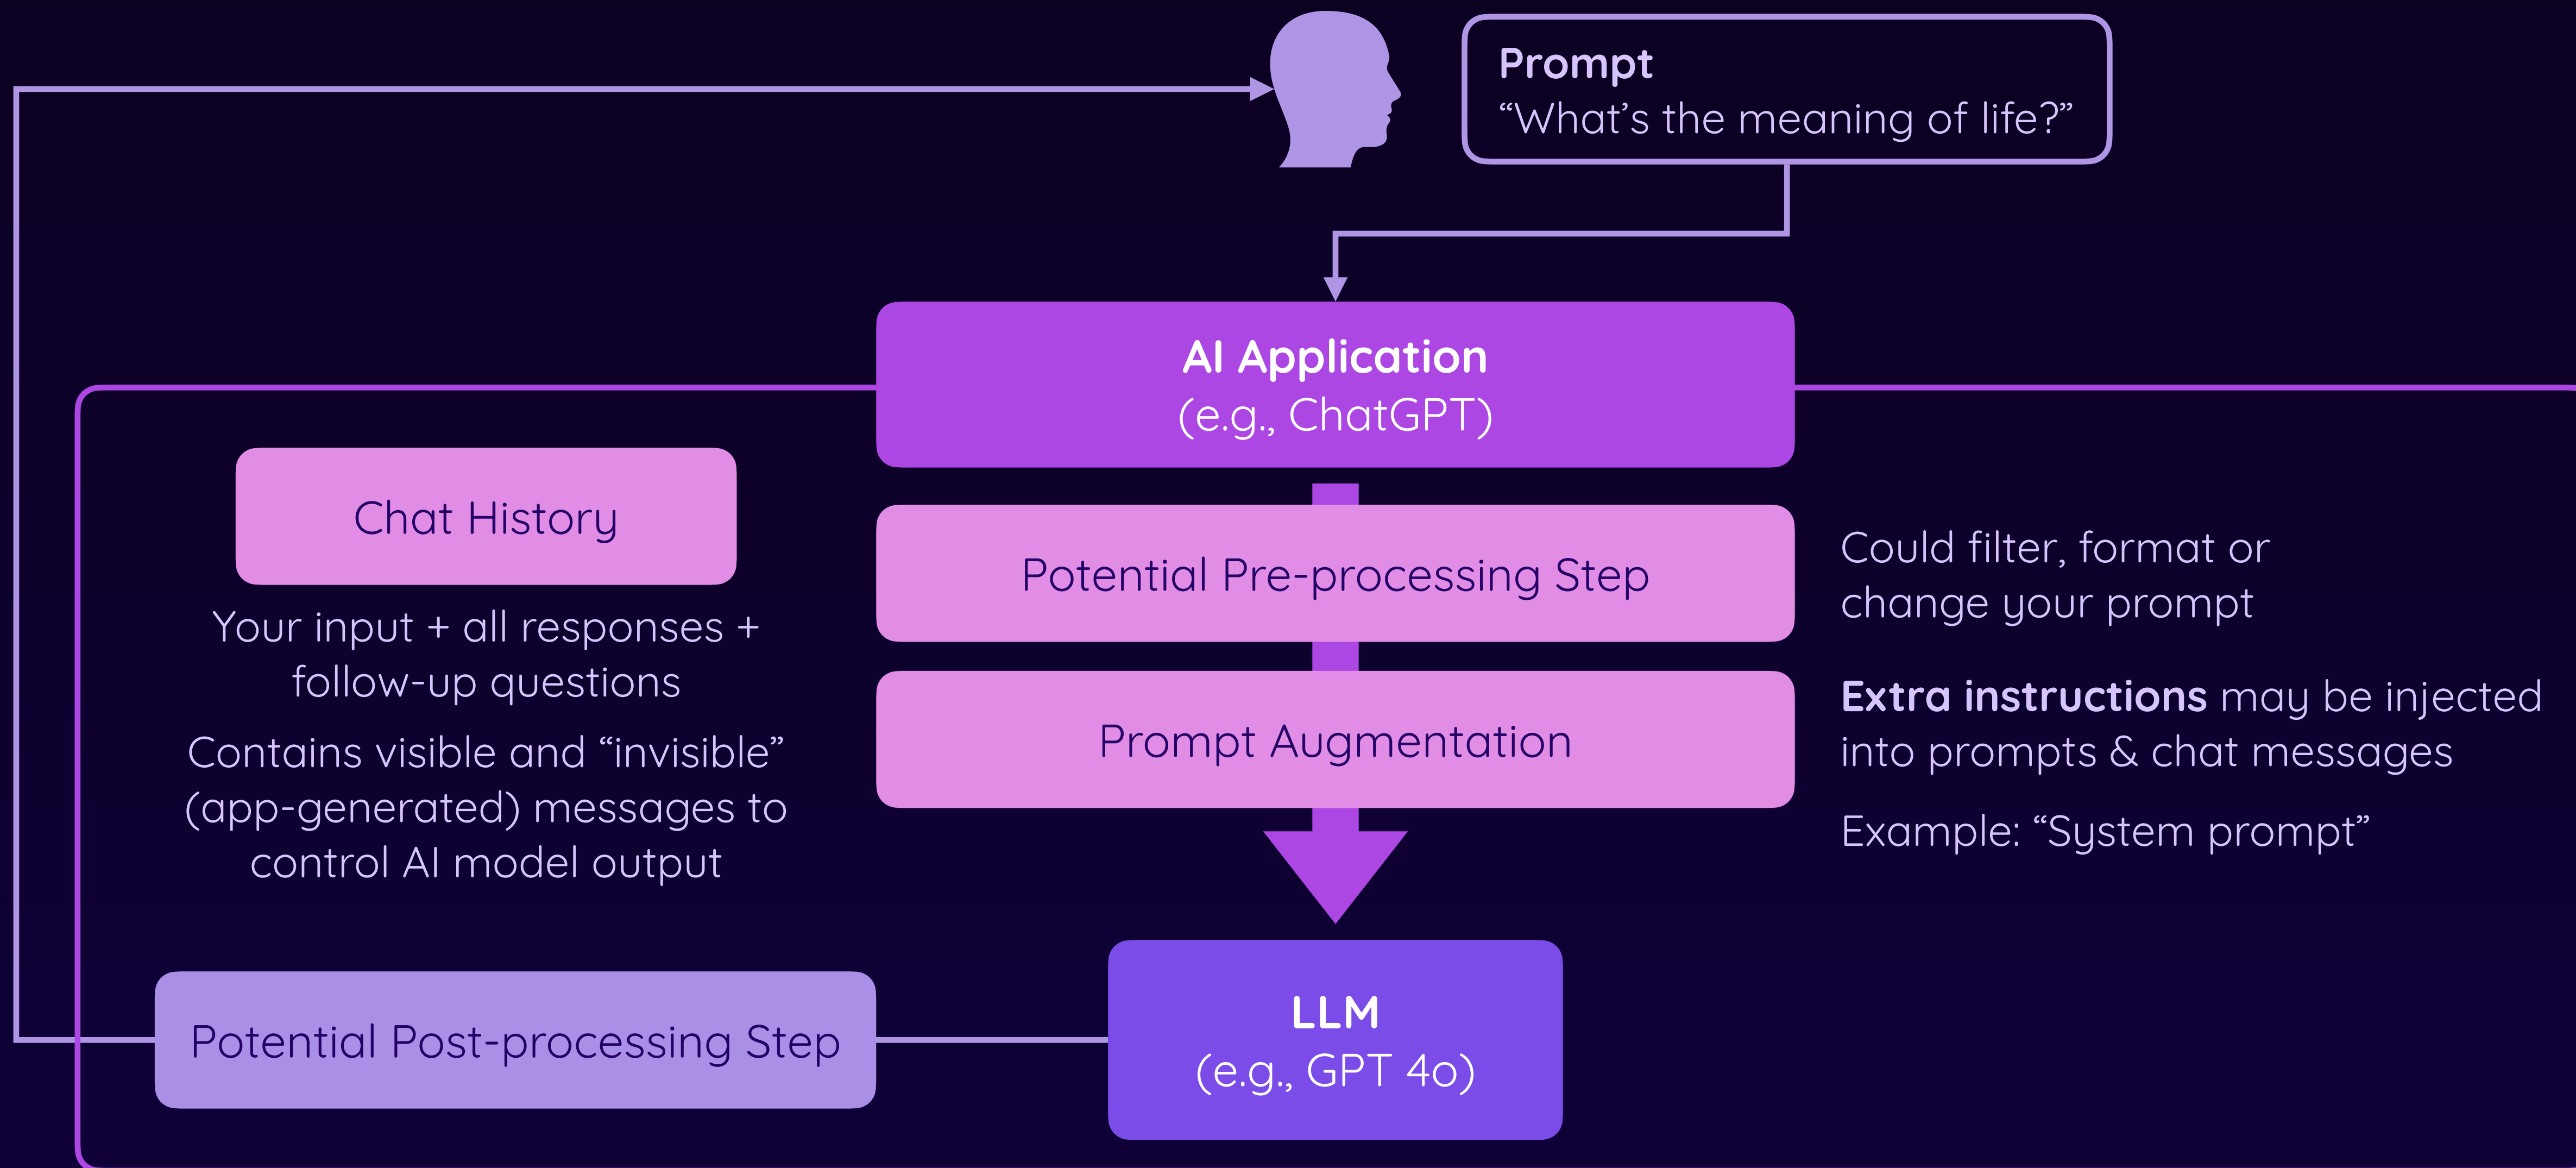 Prompt
“What’s the meaning of life?”
AI Application
(e.g., ChatGPT)
Chat History
Your input + all responses +
follow-up questions
Contains visible and “invisible”
(app-generated) messages to
control AI model output
Potential Pre-processing Step
Could filter, format or
change your prompt
Prompt Augmentation
Extra instructions may be injected
into prompts & chat messages
Example: “System prompt”
LLM
(e.g., GPT 4o)
Potential Post-processing Step